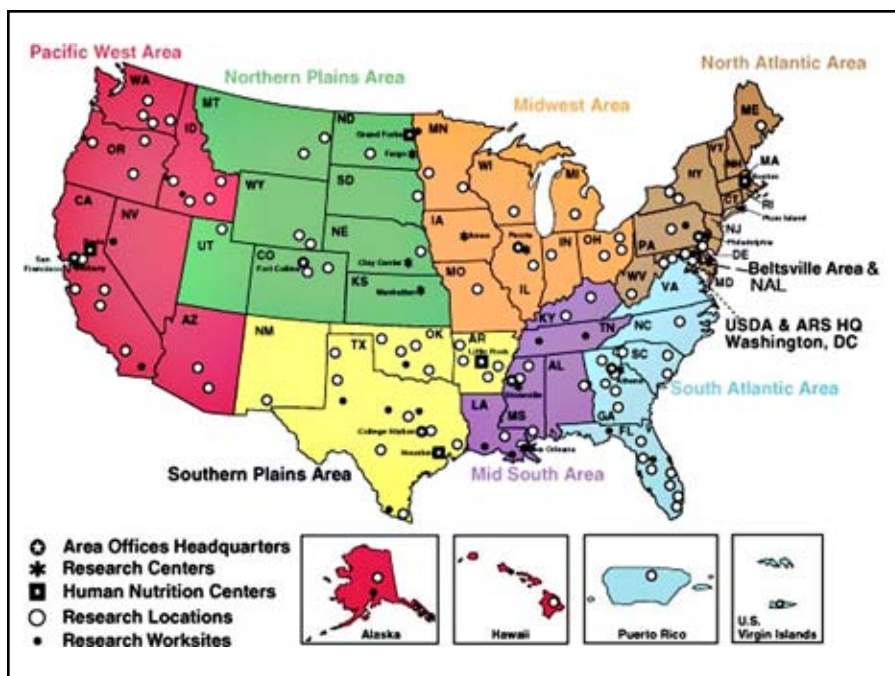 Pacific West Area
Northern Plains Area
Midwest Area
North Atlantic Area
WA
MT
ND
MN
ME
Grand Forks
Fargo
VT
NH
MA
Boston
OR
ID
WI
MI
NY
CT
RI
Plum Island
SD
WY
CA
NV
IA
Ames
PA
NJ
Philadelphia
DE
NE
UT
CO
Fort Collins
Clay Center
Peoria
IN
OH
IL
WV
MD
Beltsville Area &
NAL
San
Francisco
KS
Manhattan
MO
VA
KY
USDA & ARS HQ
Washington, DC
AZ
NM
OK
TX
AR
Little Rock
TN
NC
SC
Athens
AL
GA
MS
LA
South Atlantic Area
FL
College Station
Houston
New Orleans
Southern Plains Area
Mid South Area
Area Offices Headquarters
Research Centers
Human Nutrition Centers
Research Locations
Research Worksites
Alaska
Hawaii
Puerto Rico
U.S.
Virgin Islands